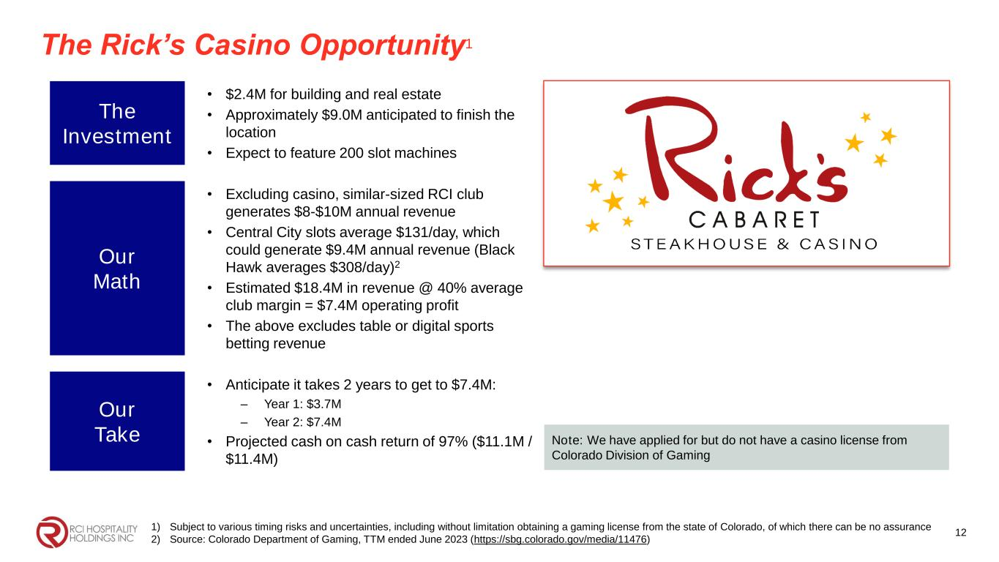 The Rick’s Casino Opportunity1
The
Investment
• $2.4M for building and real estate
• Approximately $9.0M anticipated to finish the
location
• Expect to feature 200 slot machines
Our
Math
• Excluding casino, similar-sized RCI club
generates $8-$10M annual revenue
• Central City slots average $131/day, which
could generate $9.4M annual revenue (Black
Hawk averages $308/day)2
• Estimated $18.4M in revenue @ 40% average
club margin = $7.4M operating profit
• The above excludes table or digital sports
betting revenue
Our
Take
• Anticipate it takes 2 years to get to $7.4M:
– Year 1: $3.7M
– Year 2: $7.4M
• Projected cash on cash return of 97% ($11.1M /
$11.4M)
Rick's
CABARET
STEAKHOUSE & CASINO
Note: We have applied for but do not have a casino license from
Colorado Division of Gaming
RCI HOSPITALITY
HOLDINGS INC
1) Subject to various timing risks and uncertainties, including without limitation obtaining a gaming license from the state of Colorado, of which there can be no assurance
2) Source: Colorado Department of Gaming, TTM ended June 2023 (https://sbg.colorado.gov/media/11476)
12